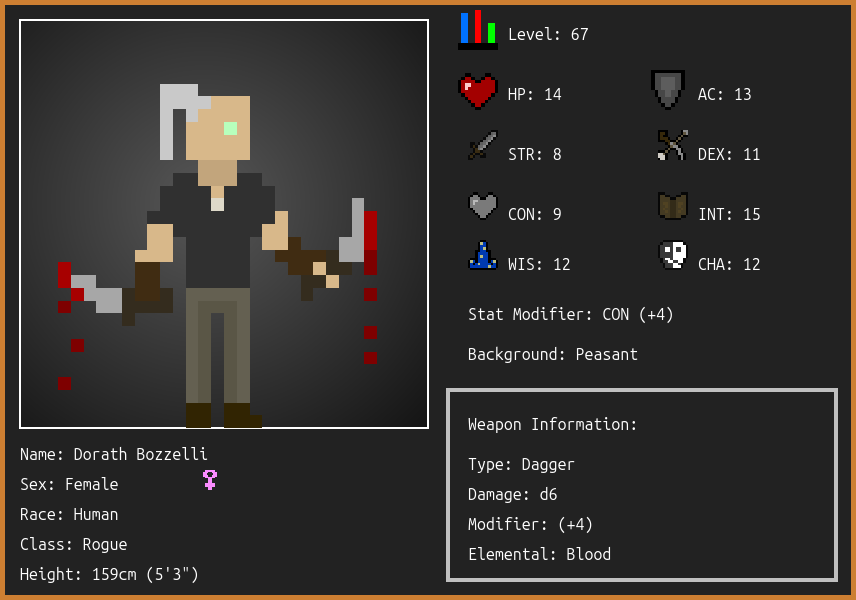 Level: 67
HP: 14
AC: 13
STR: 8
DEX: 11
CON: 9
INT: 15
WIS: 12
CHA: 12
Stat Modifier: CON (+4)
Background: Peasant
Weapon Information:
Type: Dagger
Damage: d6
Modifier: (+4)
Elemental: Blood
Name: Dorath Bozzelli
Sex: Female
Race: Human
Class: Rogue
Height: 159cm (5'3")